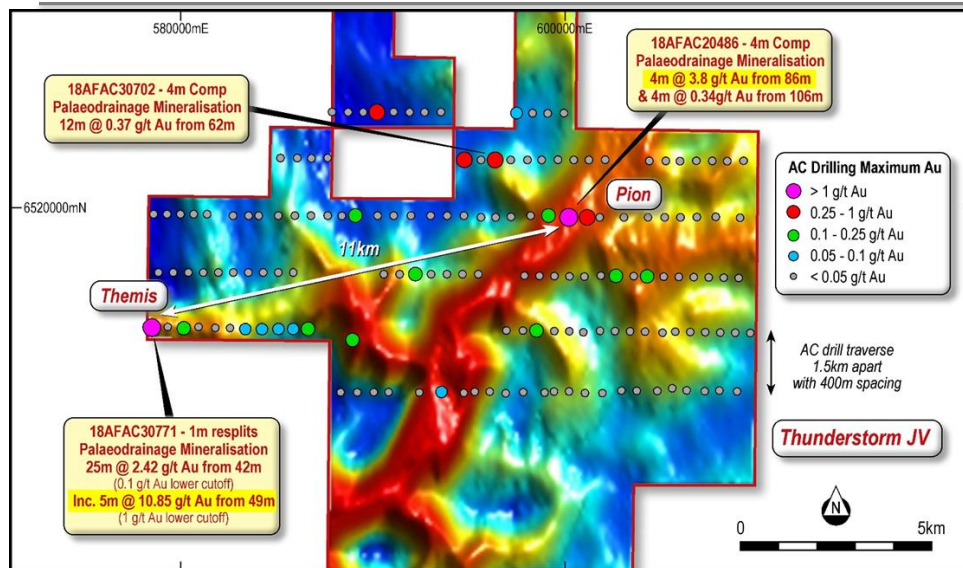 580000mE
600000mE
18AFAC30702 - 4m Comp
Palaeodrainage Mineralisation
12m @ 0.37 g/t Au from 62m
18AFAC20486 - 4m Comp
Palaeodrainage Mineralisation
4m @ 3.8 g/t Au from 86m
& 4m @ 0.34g/t Au from 106m
6520000mN
Pion
11km
Themis
AC Drilling Maximum Au
> 1 g/t Au
0.25 - 1 g/t Au
0.1 - 0.25 g/t Au
0.05 - 0.1 g/t Au
< 0.05 g/t Au
AC drill traverse
1.5km apart
with 400m spacing
18AFAC30771 - 1m resplits
Palaeodrainage Mineralisation
25m @ 2.42 g/t Au from 42m
(0.1 g/t Au lower cutoff)
Inc. 5m @ 10.85 g/t Au from 49m
(1 g/t Au lower cutoff)
Thunderstorm JV
N
0
5km